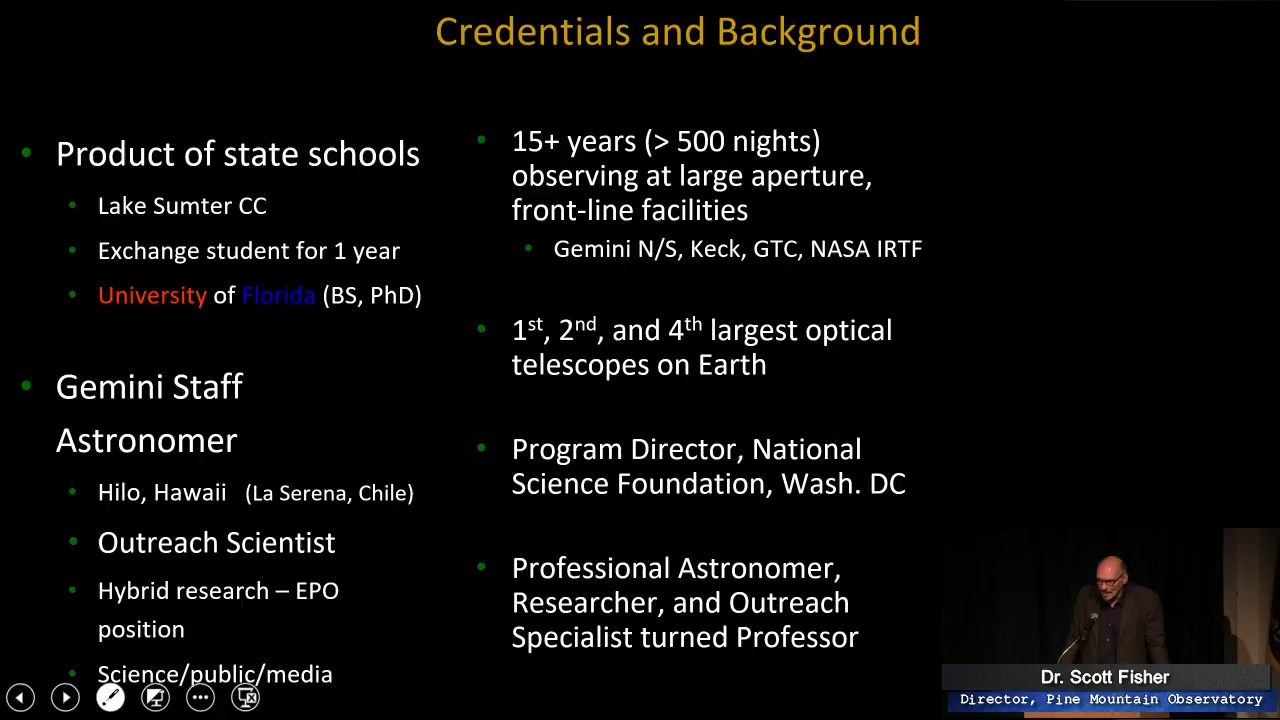 Credentials and Background
• Product of state schools
• Lake Sumter CC
• Exchange student for 1 year
• University of Florida (BS, PhD)
• Gemini Staff
Astronomer
• Hilo, Hawaii (La Serena, Chile)
• Outreach Scientist
• Hybrid research – EPO
position
• Science/public/media
• 15+ years (> 500 nights)
observing at large aperture,
front-line facilities
• Gemini N/S, Keck, GTC, NASA IRTF
• 1st, 2nd, and 4th largest optical
telescopes on Earth
• Program Director, National
Science Foundation, Wash. DC
• Professional Astronomer,
Researcher, and Outreach
Specialist turned Professor
Dr. Scott Fisher
Director, Pine Mountain Observatory